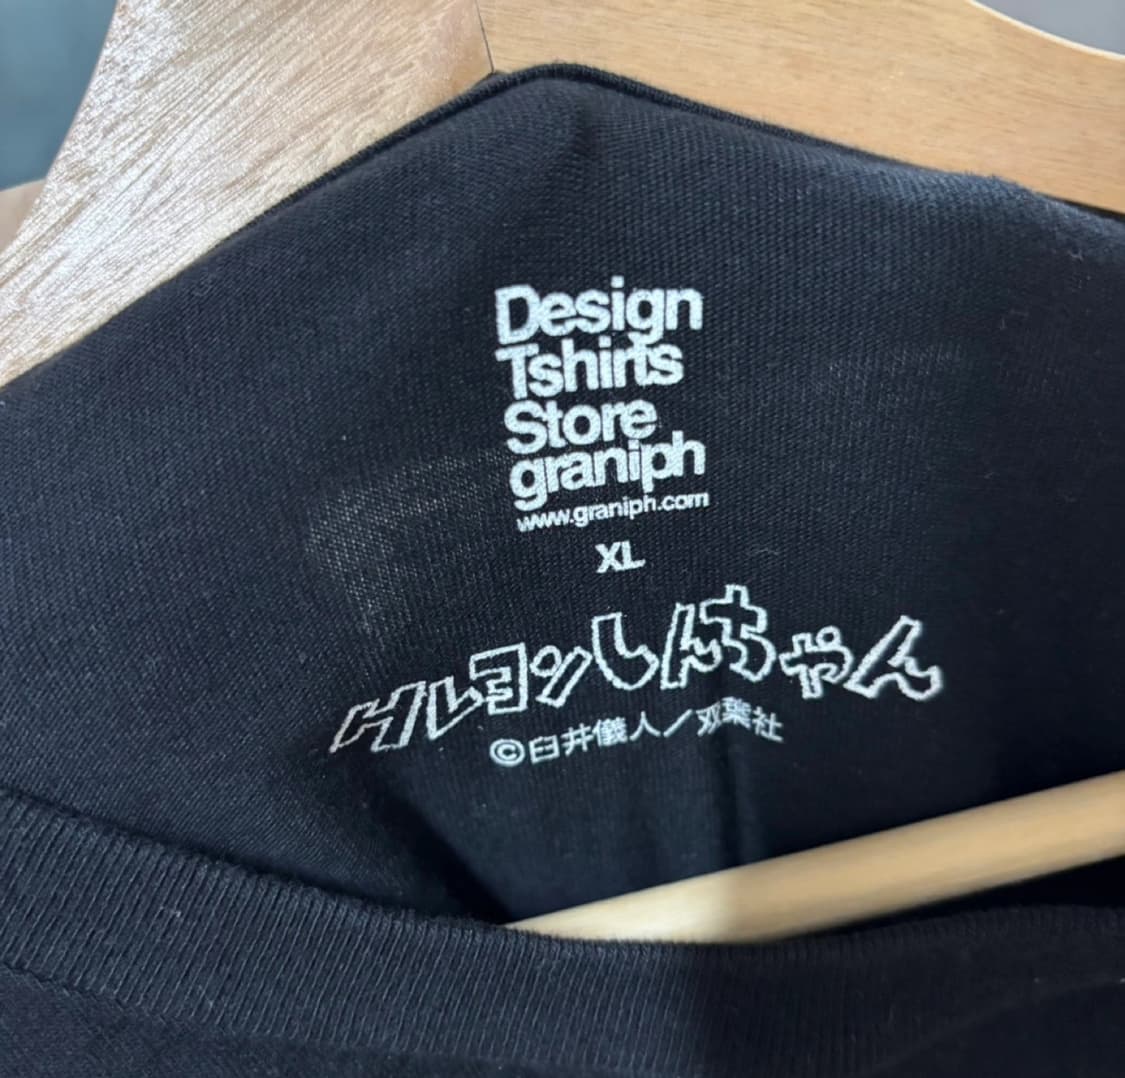 Design
Tshirts
Store
graniph
www.graniph.com
XL
クレヨンしんちゃん
©臼井儀人／双葉社